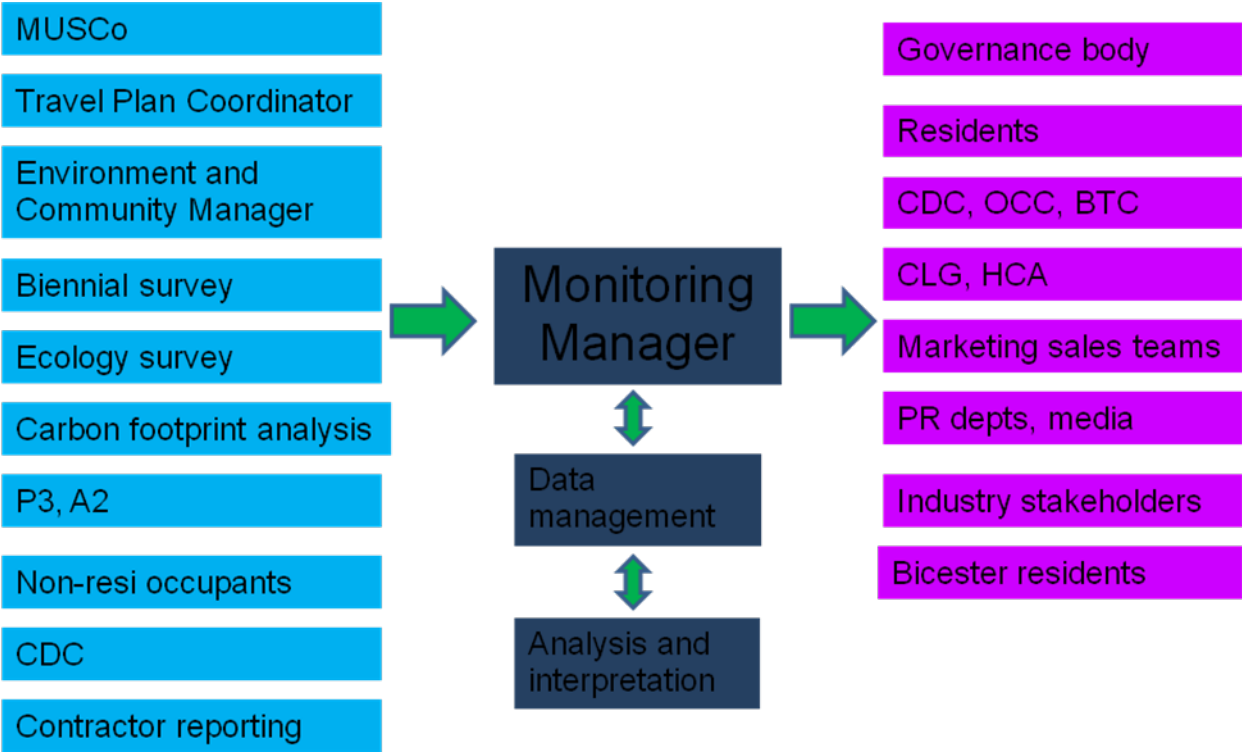 MUSCo
Travel Plan Coordinator
Environment and
Community Manager
Biennial survey
Ecology survey
Carbon footprint analysis
P3, A2
Non-resi occupants
CDC
Contractor reporting
Monitoring
Manager
Data
management
Analysis and
interpretation
Governance body
Residents
CDC, OCC, BTC
CLG, HCA
Marketing sales teams
PR depts, media
Industry stakeholders
Bicester residents